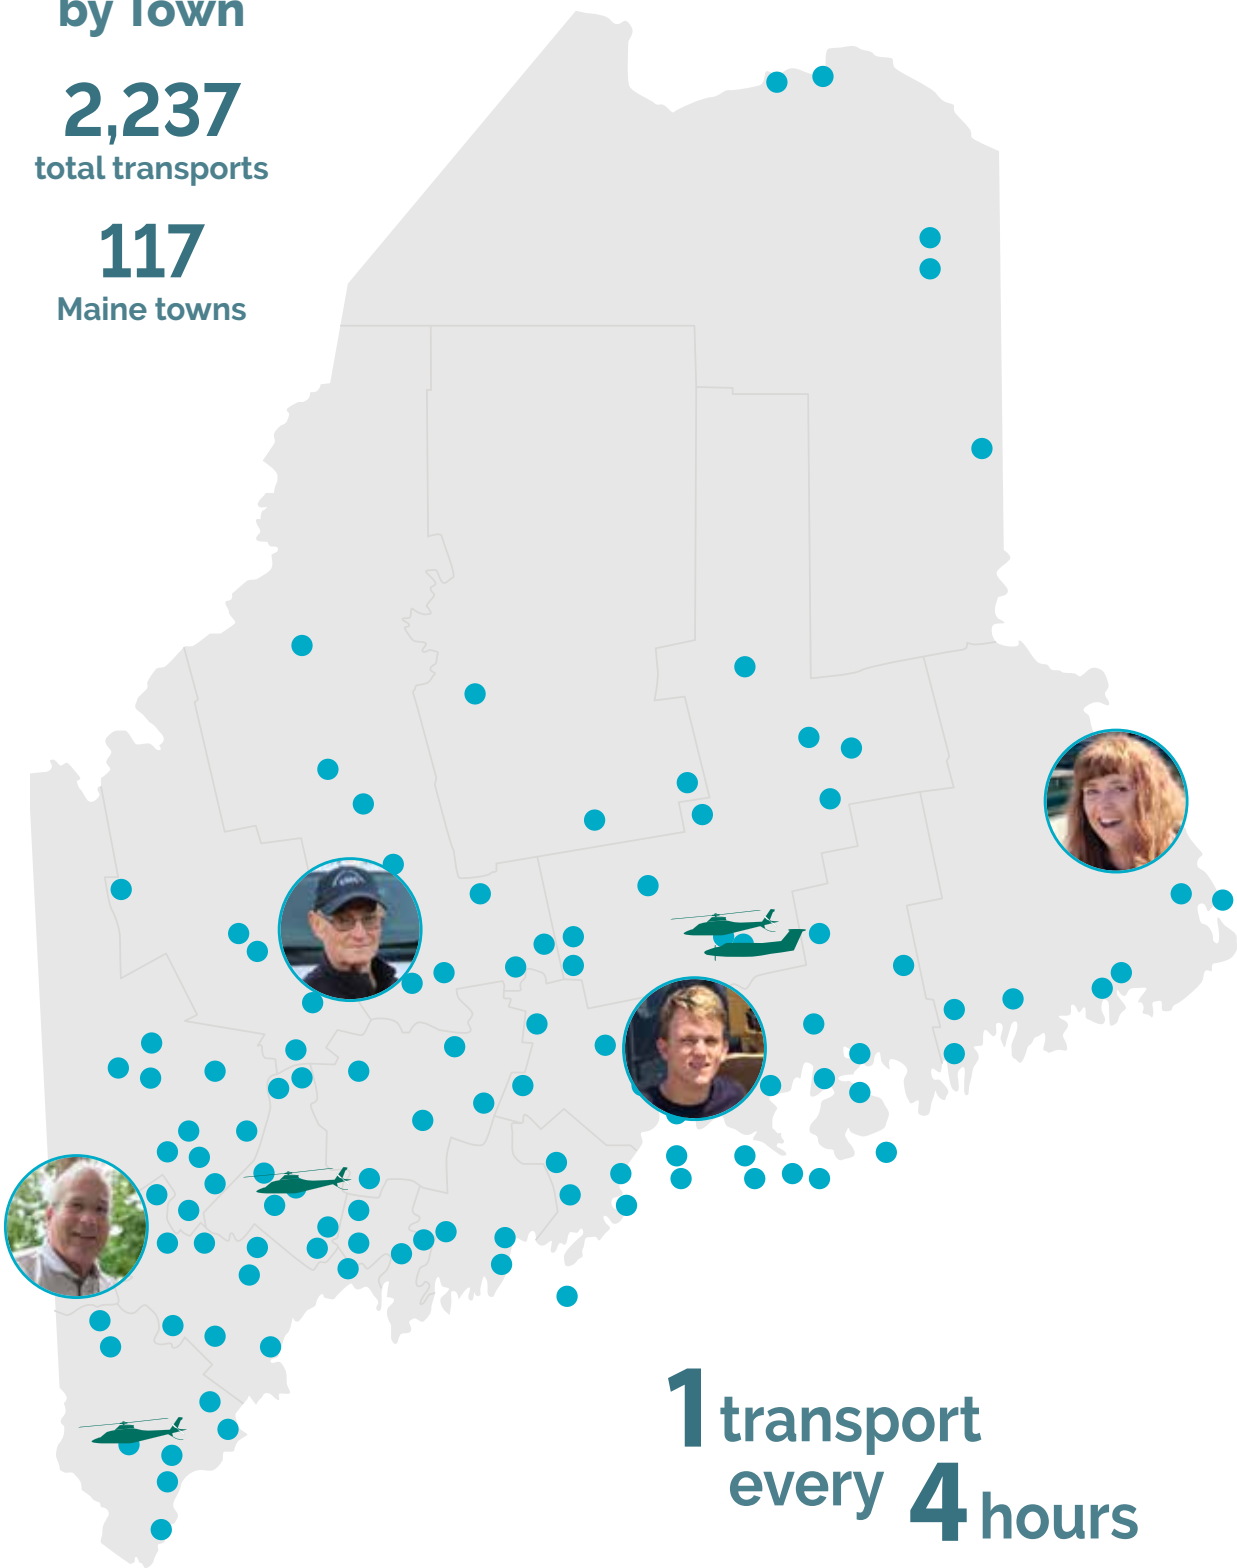 by Town
2,237
total transports
117
Maine towns
1 transport
every 4 hours